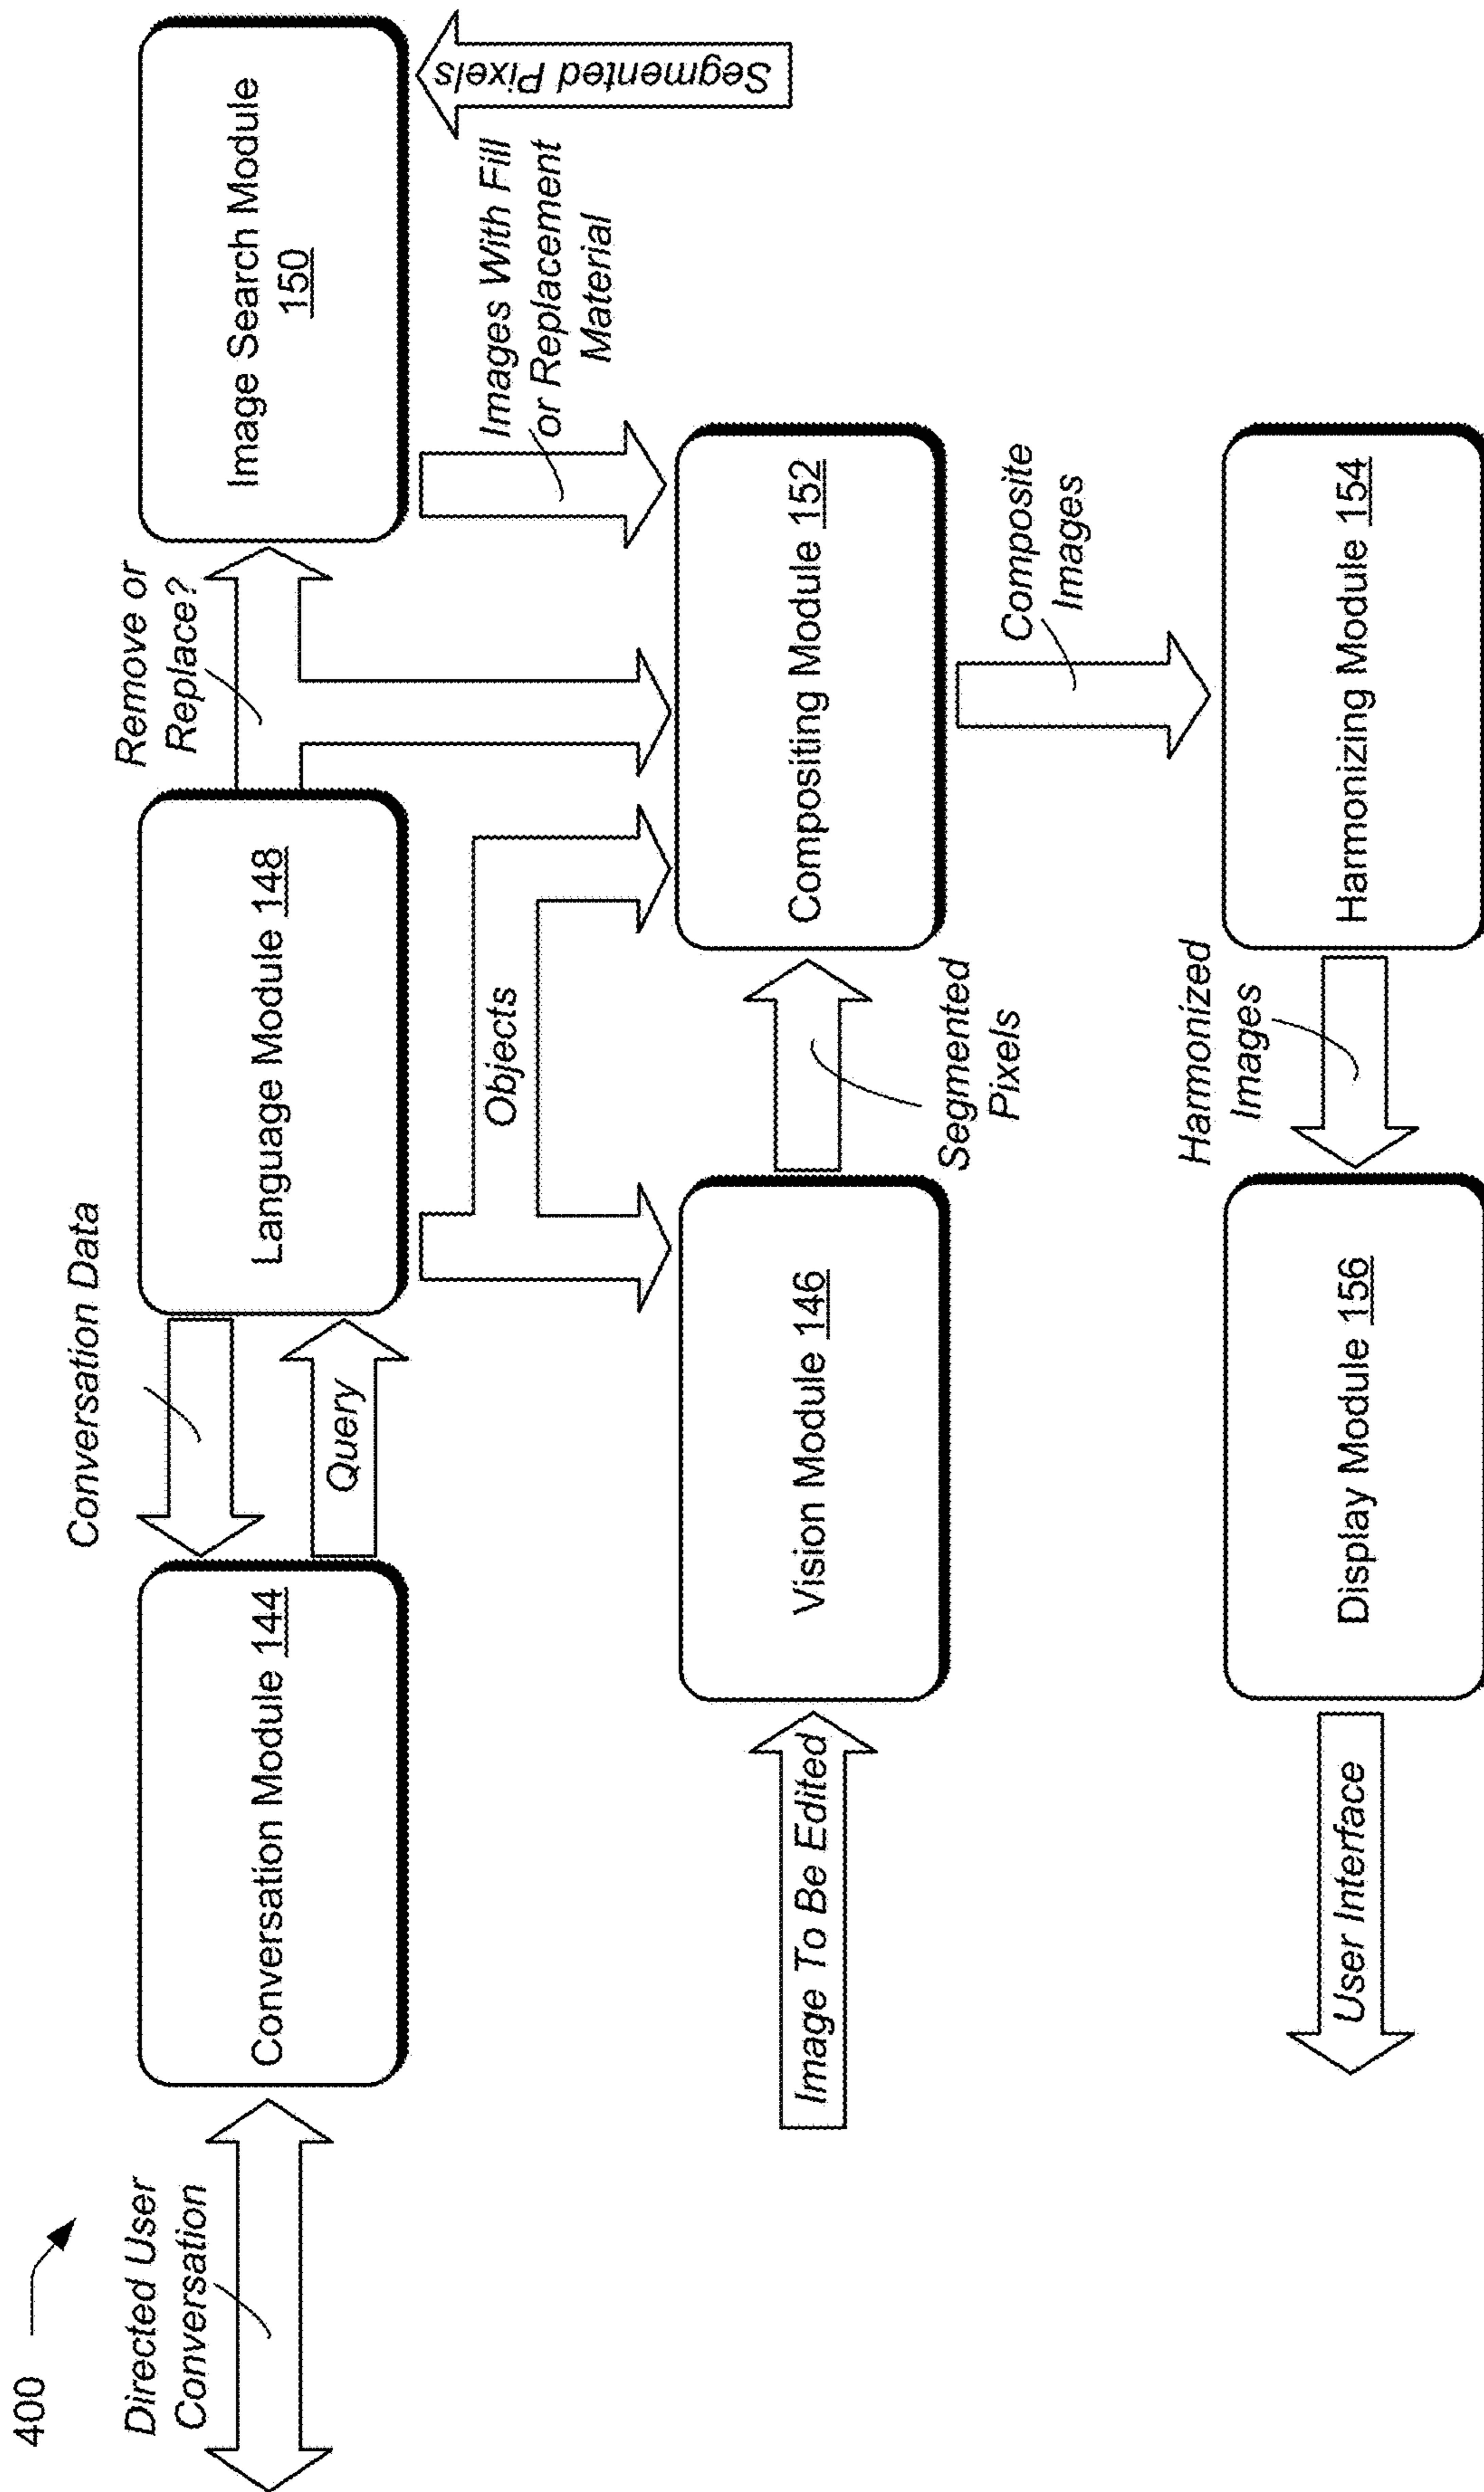 400
Directed User
Conversation
Conversation Module 144
Conversation Data
Query
Language Module 148
Remove or
Replace?
Image Search Module
150
Segmented Pixels
Images With Fill
or Replacement
Material
Objects
Image To Be Edited
Vision Module 146
Segmented
Pixels
Compositing Module 152
Composite
Images
User Interface
Display Module 156
Harmonized
Images
Harmonizing Module 154